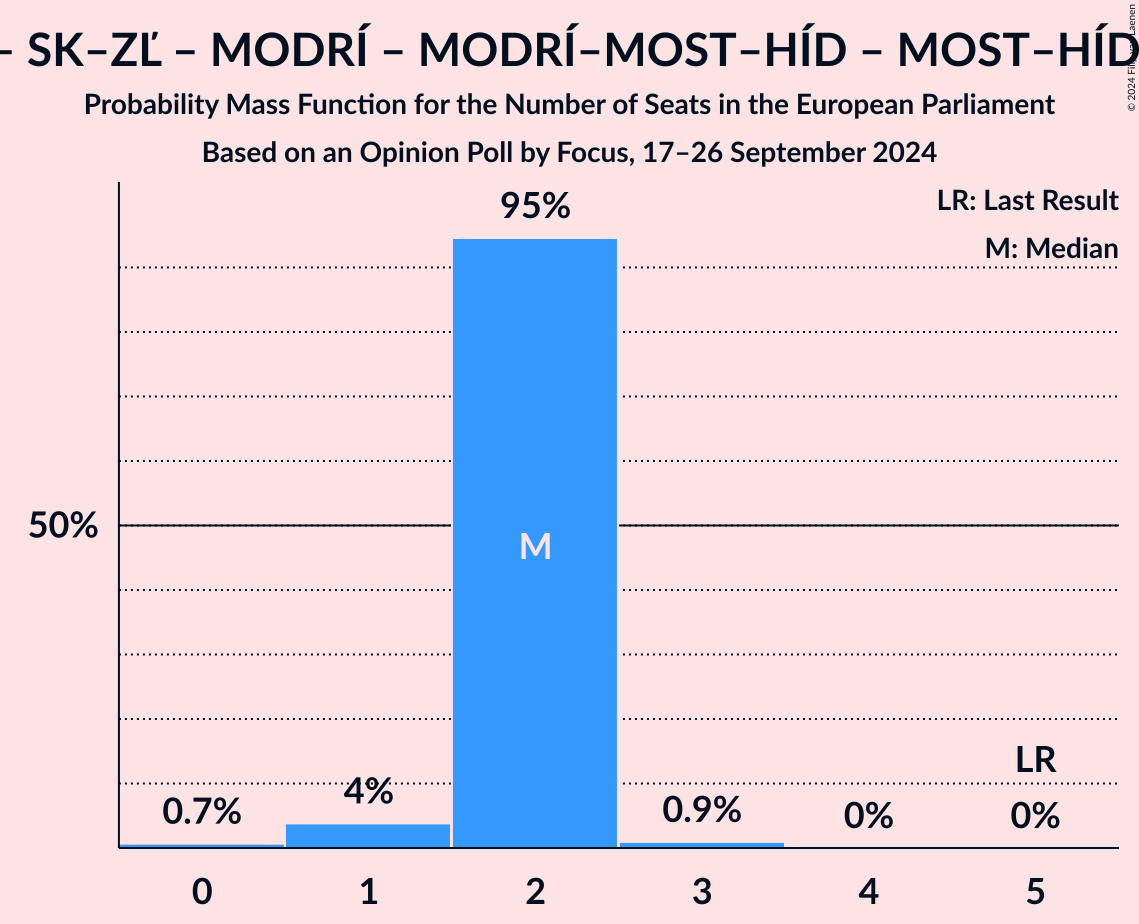 – SK–ZĽ – MODRÍ – MODRÍ–MOST–HÍD – MOST–HÍD
Probability Mass Function for the Number of Seats in the European Parliament
Based on an Opinion Poll by Focus, 17–26 September 2024
© 2024 Laenen
LR: Last Result
M: Median
95%
50%
M
LR
4%
0.7%
0.9%
0%
0%
0 1 2 3 4 5